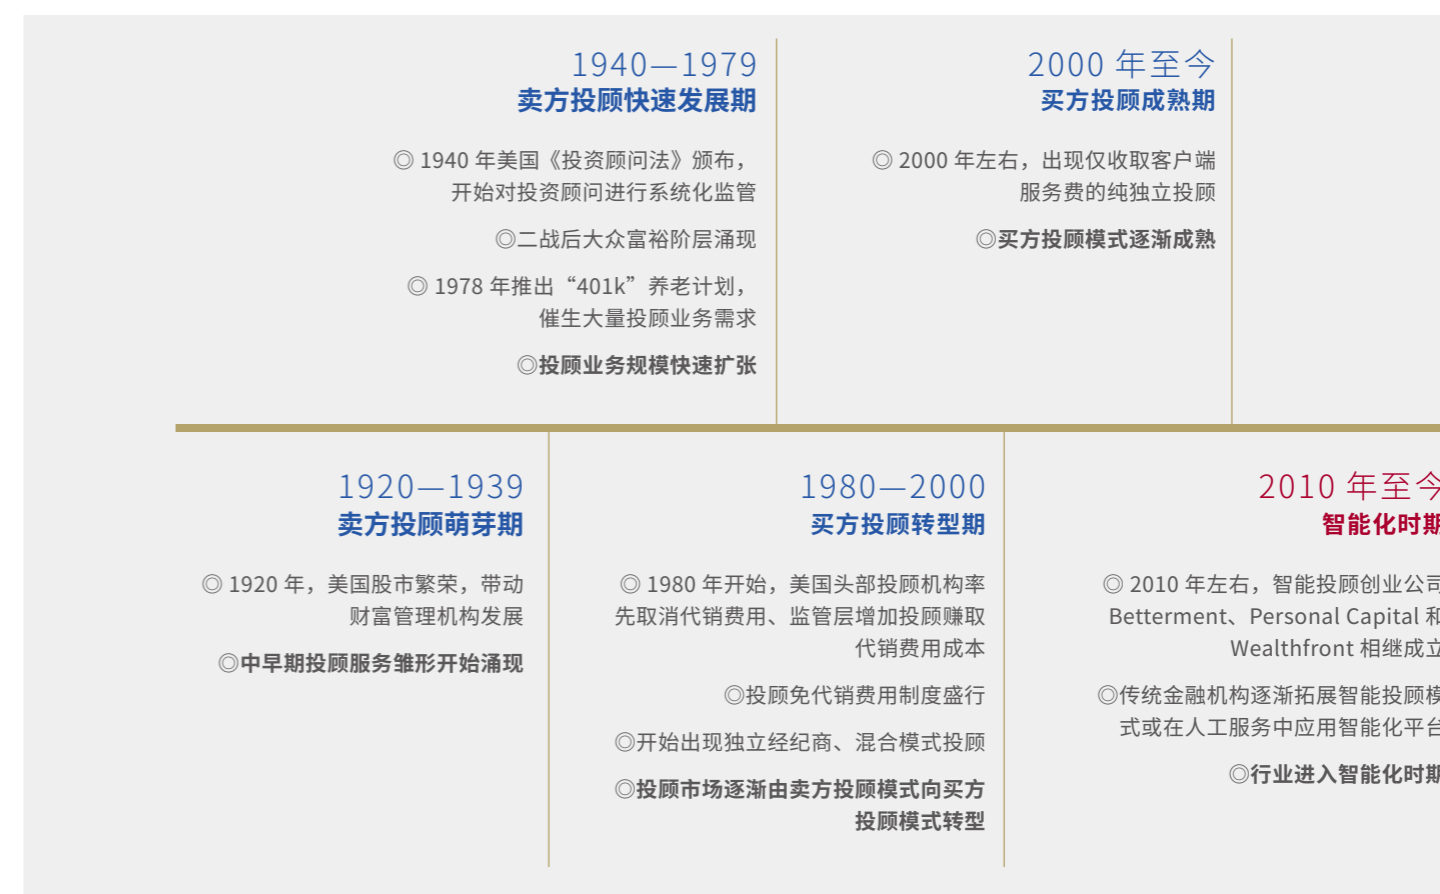 1940—1979
卖方投顾快速发展期
◎ 1940 年美国《投资顾问法》颁布，
开始对投资顾问进行系统化监管
◎二战后大众富裕阶层涌现
◎ 1978 年推出“401k”养老计划，
催生大量投顾业务需求
◎投顾业务规模快速扩张
2000 年至今
买方投顾成熟期
◎ 2000 年左右，出现仅收取客户端
服务费的纯独立投顾
◎买方投顾模式逐渐成熟
1920—1939
卖方投顾萌芽期
◎ 1920 年，美国股市繁荣，带动
财富管理机构发展
◎中早期投顾服务雏形开始涌现
1980—2000
买方投顾转型期
◎ 1980 年开始，美国头部投顾机构率
先取消代销费用、监管层增加投顾赚取
代销费用成本
◎投顾免代销费用制度盛行
◎开始出现独立经纪商、混合模式投顾
◎投顾市场逐渐由卖方投顾模式向买方
投顾模式转型
2010 年至今
智能化时期
◎ 2010 年左右，智能投顾创业公司
Betterment、Personal Capital 和
Wealthfront 相继成立
◎传统金融机构逐渐拓展智能投顾模
式或在人工服务中应用智能化平台
◎行业进入智能化时期